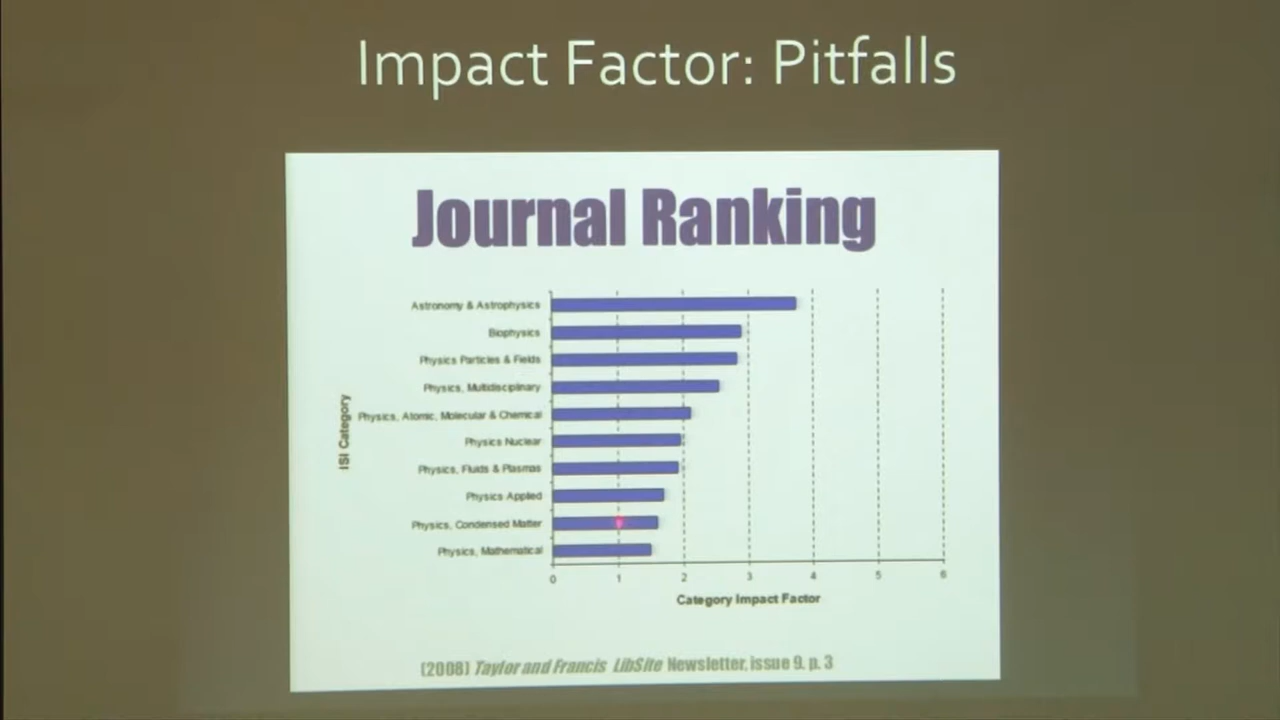 Impact Factor: Pitfalls
Journal Ranking
Astronomy & Astrophysics
Biophysics
Physics Particles & Fields
Physics, Multidisciplinary
Physics, Atomic, Molecular & Chemical
Physics Nuclear
Physics, Fluids & Plasmas
Physics Applied
Physics, Condensed Matter
Physics, Mathematical
ISI Category
0 1 2 3 4 5 6
Category Impact Factor
(2008) Taylor and Francis LibSite Newsletter, issue 9. p. 3